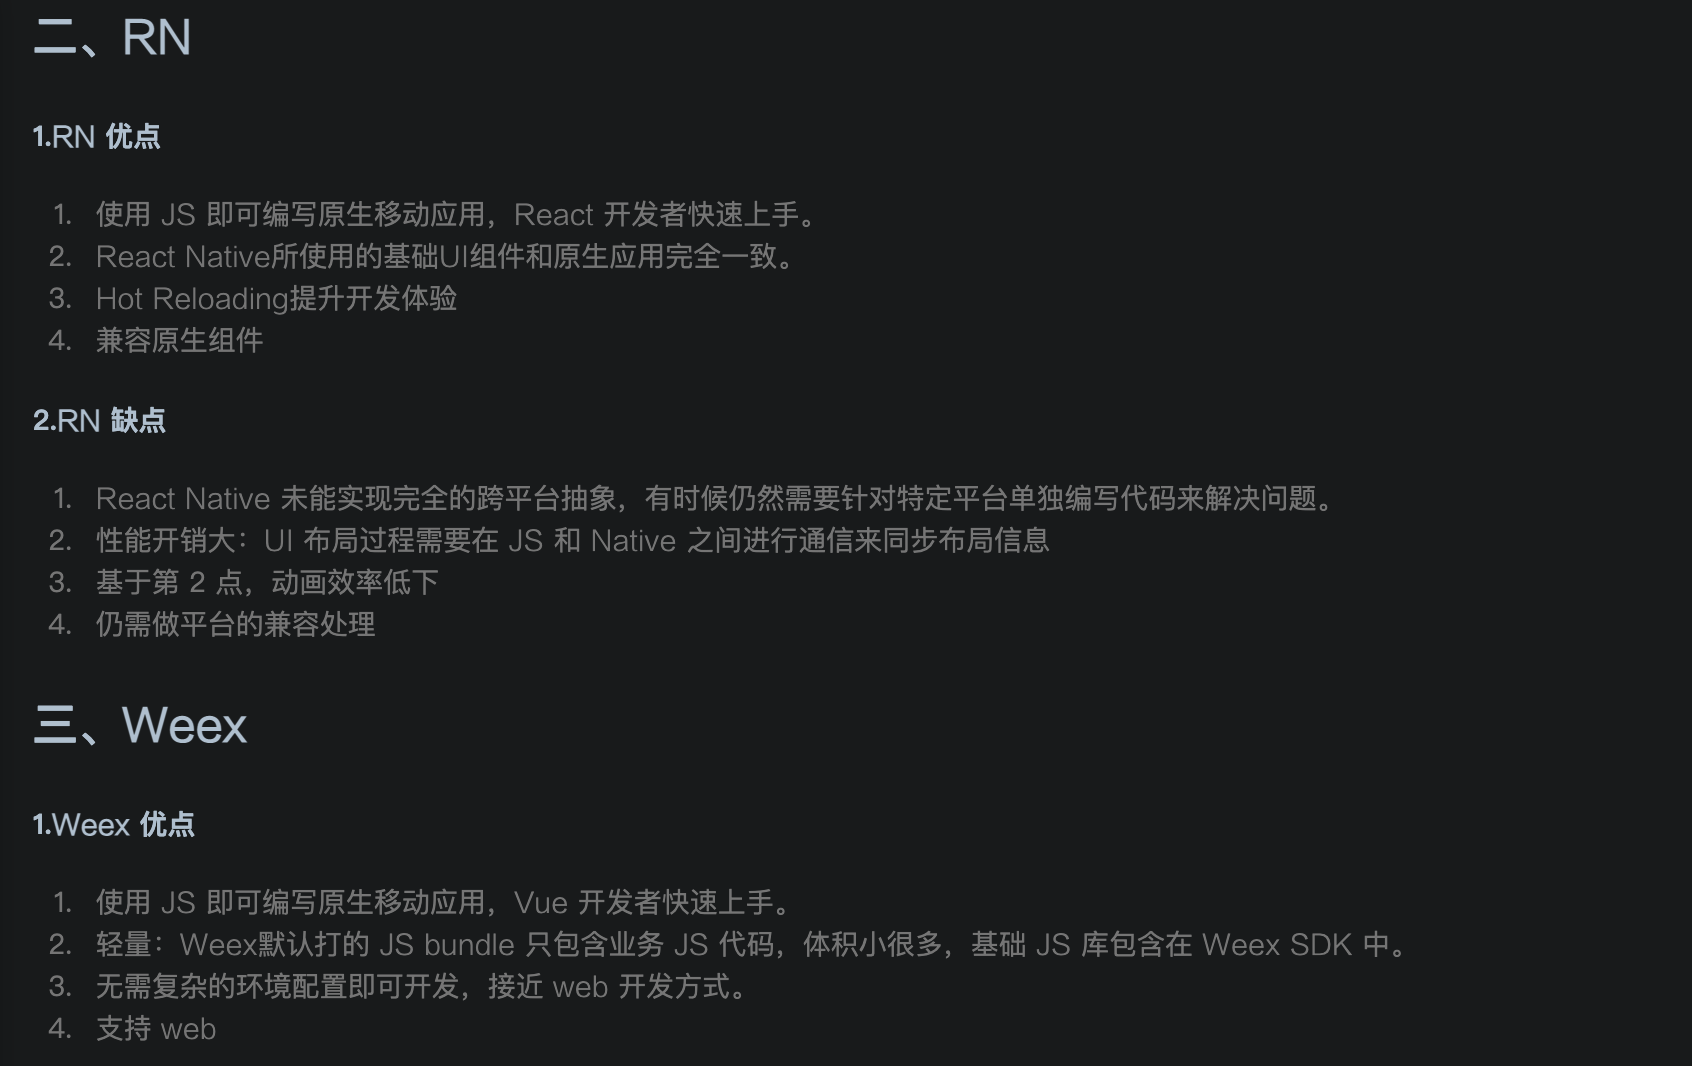 二、RN
1.RN 优点
1. 使用 JS 即可编写原生移动应用，React 开发者快速上手。
2. React Native所使用的基础UI组件和原生应用完全一致。
3. Hot Reloading提升开发体验
4. 兼容原生组件
2.RN 缺点
1. React Native 未能实现完全的跨平台抽象，有时候仍然需要针对特定平台单独编写代码来解决问题。
2. 性能开销大：UI 布局过程需要在 JS 和 Native 之间进行通信来同步布局信息
3. 基于第 2 点，动画效率低下
4. 仍需做平台的兼容处理
三、Weex
1.Weex 优点
1. 使用 JS 即可编写原生移动应用，Vue 开发者快速上手。
2. 轻量：Weex默认打的 JS bundle 只包含业务 JS 代码，体积小很多，基础 JS 库包含在 Weex SDK 中。
3. 无需复杂的环境配置即可开发，接近 web 开发方式。
4. 支持 web